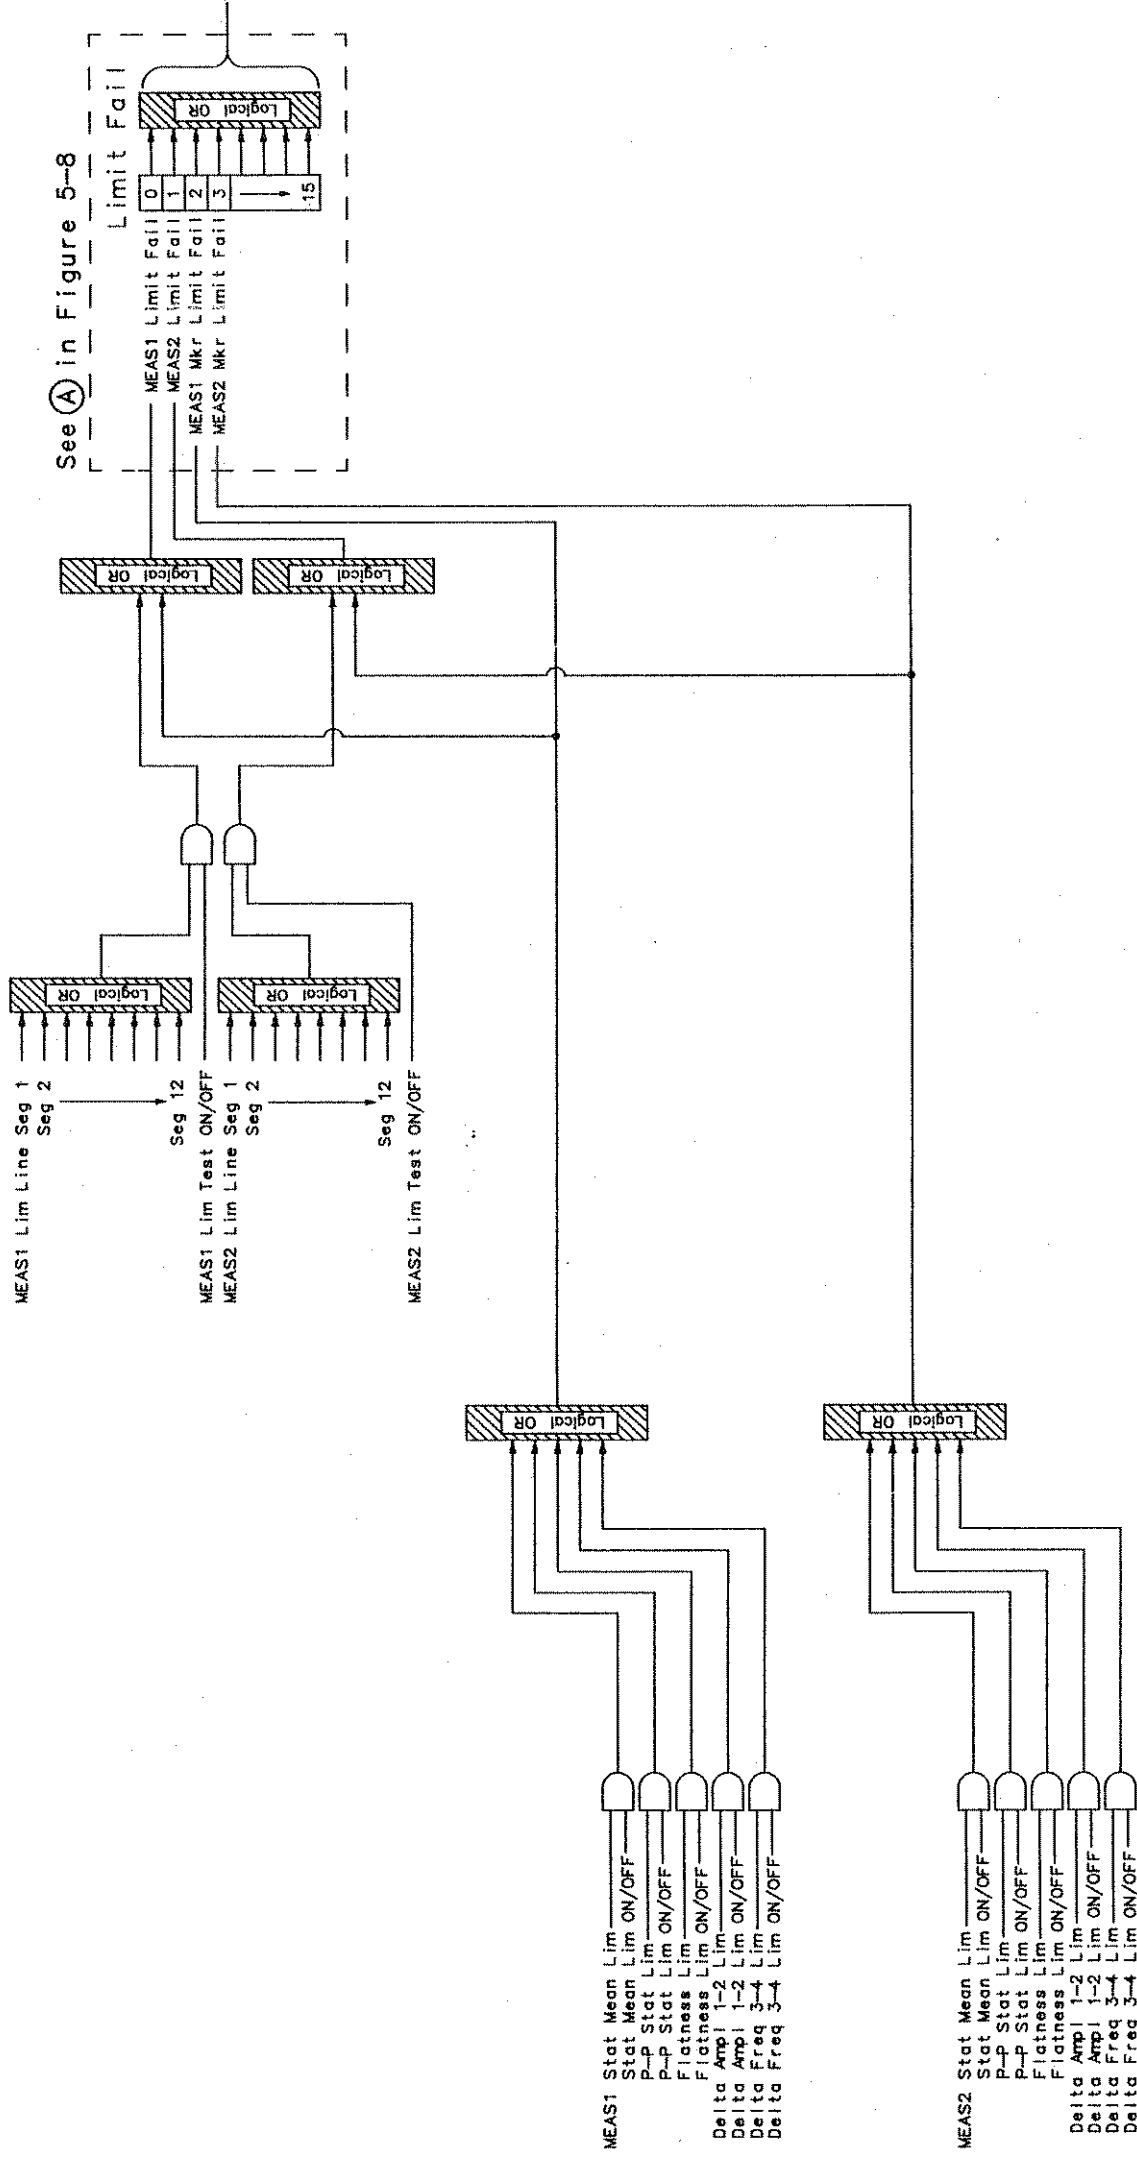 See A in Figure 5-8
Limit Fail
MEAS1 Limit Fail
MEAS2 Limit Fail
MEAS1 Mkr Limit Fail
MEAS2 Mkr Limit Fail
0
1
2
3
15
Logical OR
Logical OR
Logical OR
MEAS1 Lim Line Seg 1
Seg 2
Seg 12
MEAS1 Lim Test ON/OFF
MEAS2 Lim Line Seg 1
Seg 2
Seg 12
MEAS2 Lim Test ON/OFF
Logical OR
Logical OR
MEAS1 Stat Mean Lim
Stat Mean Lim ON/OFF
P-P Stat Lim
P-P Stat Lim ON/OFF
Flatness Lim
Flatness Lim ON/OFF
Delta Ampl 1-2 Lim
Delta Ampl 1-2 Lim ON/OFF
Delta Freq 3-4 Lim
Delta Freq 3-4 Lim ON/OFF
Logical OR
MEAS2 Stat Mean Lim
Stat Mean Lim ON/OFF
P-P Stat Lim
P-P Stat Lim ON/OFF
Flatness Lim
Flatness Lim ON/OFF
Delta Ampl 1-2 Lim
Delta Ampl 1-2 Lim ON/OFF
Delta Freq 3-4 Lim
Delta Freq 3-4 Lim ON/OFF
Logical OR